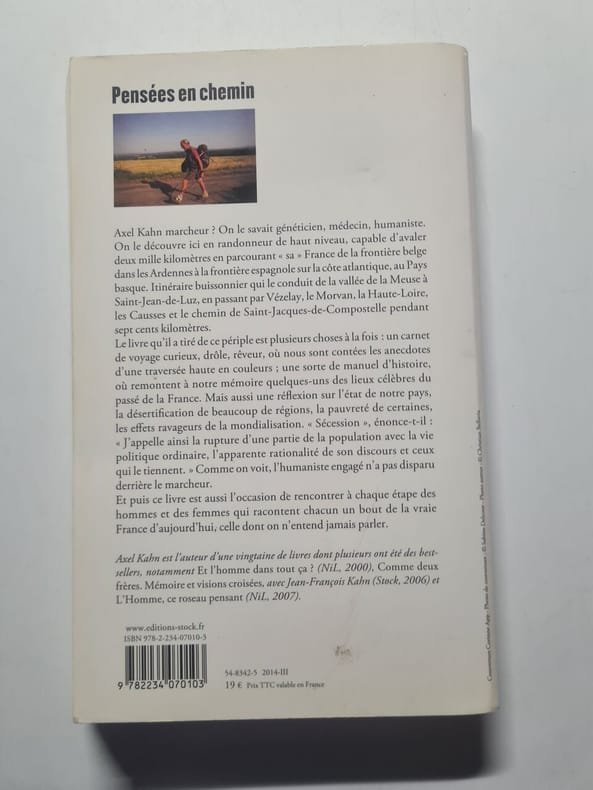 Pensées en chemin
Axel Kahn marcheur ? On le savait généticien, médecin, humaniste.
On le découvre ici en randonneur de haut niveau, capable d'avaler
deux mille kilomètres en parcourant « sa » France de la frontière belge
dans les Ardennes à la frontière espagnole sur la côte atlantique, au Pays
basque. Itinéraire buissonnier qui le conduit de la vallée de la Meuse à
Saint-Jean-de-Luz, en passant par Vézelay, le Morvan, la Haute-Loire,
les Causses et le chemin de Saint-Jacques-de-Compostelle pendant
sept cents kilomètres.
Le livre qu'il a tiré de ce périple est plusieurs choses à la fois : un carnet
de voyage curieux, drôle, rêveur, où nous sont contées les anecdotes
d'une traversée haute en couleurs ; une sorte de manuel d'histoire,
où remontent à notre mémoire quelques-uns des lieux célèbres du
passé de la France. Mais aussi une réflexion sur l'état de notre pays,
la désertification de beaucoup de régions, la pauvreté de certaines,
les effets ravageurs de la mondialisation. « Sécession », énonce-t-il :
« J'appelle ainsi la rupture d'une partie de la population avec la vie
politique ordinaire, l'apparente rationalité de son discours et ceux
qui le tiennent. » Comme on voit, l'humaniste engagé n'a pas disparu
derrière le marcheur.
Et puis ce livre est aussi l'occasion de rencontrer à chaque étape des
hommes et des femmes qui racontent chacun un bout de la vraie
France d'aujourd'hui, celle dont on n'entend jamais parler.
Axel Kahn est l'auteur d'une vingtaine de livres dont plusieurs ont été des best-
sellers, notamment Et l'homme dans tout ça ? (NiL, 2000), Comme deux
frères. Mémoire et visions croisées, avec Jean-François Kahn (Stock, 2006) et
L'Homme, ce roseau pensant (NiL, 2007).
www.editions-stock.fr
ISBN 978-2-234-07010-3
9 782234 070103
54-8342-5 2014-III
19 € Prix TTC valable en France